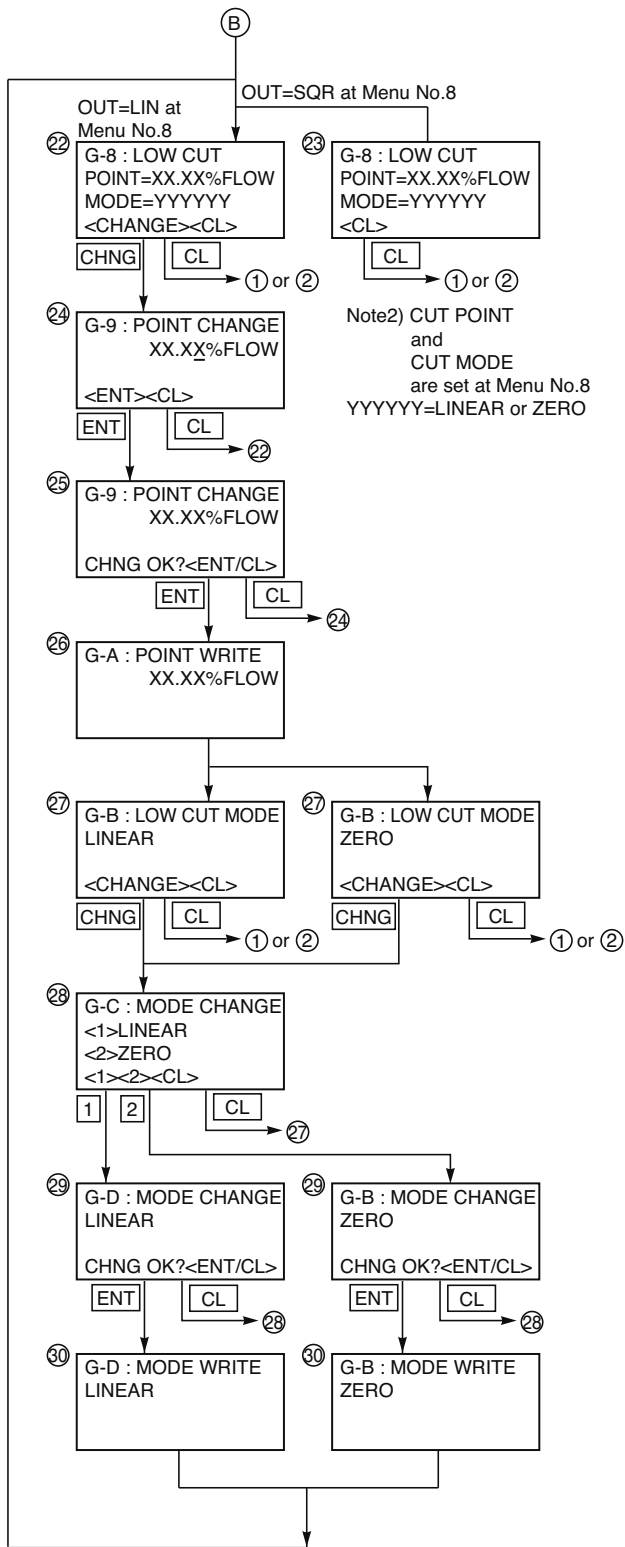 B
OUT=SQR at Menu No.8
OUT=LIN at
Menu No.8
㉒
G-8 : LOW CUT
POINT=XX.XX%FLOW
MODE=YYYYYY
<CHANGE><CL>
CHNG
CL
① or ②
㉓
G-8 : LOW CUT
POINT=XX.XX%FLOW
MODE=YYYYYY
<CL>
CL
① or ②
Note2) CUT POINT
and
CUT MODE
are set at Menu No.8
YYYYYY=LINEAR or ZERO
㉔
G-9 : POINT CHANGE
XX.XX%FLOW
<ENT><CL>
ENT
CL
㉒
㉕
G-9 : POINT CHANGE
XX.XX%FLOW
CHNG OK?<ENT/CL>
ENT
CL
㉔
㉖
G-A : POINT WRITE
XX.XX%FLOW
㉗
G-B : LOW CUT MODE
LINEAR
<CHANGE><CL>
CHNG
CL
① or ②
㉗
G-B : LOW CUT MODE
ZERO
<CHANGE><CL>
CHNG
CL
① or ②
㉘
G-C : MODE CHANGE
<1>LINEAR
<2>ZERO
<1><2><CL>
1
2
CL
㉗
㉙
G-D : MODE CHANGE
LINEAR
CHNG OK?<ENT/CL>
ENT
CL
㉘
㉙
G-B : MODE CHANGE
ZERO
CHNG OK?<ENT/CL>
ENT
CL
㉘
㉚
G-D : MODE WRITE
LINEAR
㉚
G-B : MODE WRITE
ZERO